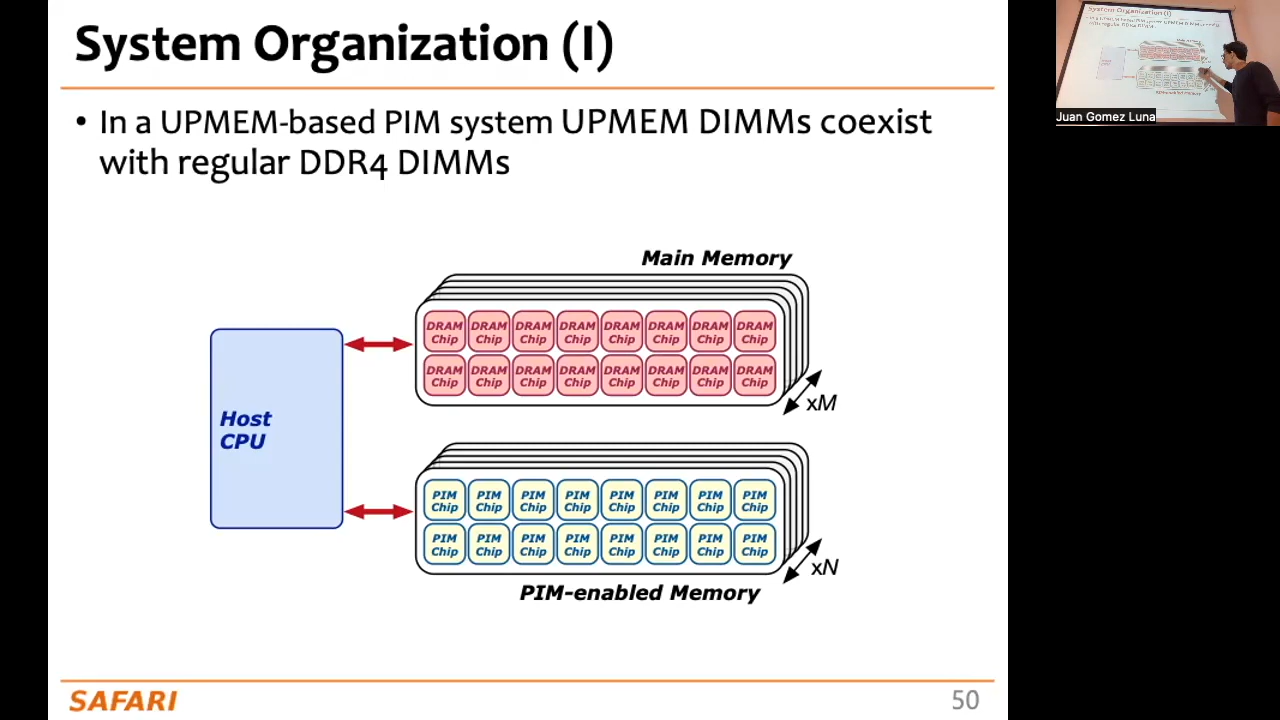 System Organization (I)
• In a UPMEM-based PIM system UPMEM DIMMs coexist
with regular DDR4 DIMMs
Main Memory
DRAM Chip DRAM Chip DRAM Chip DRAM Chip DRAM Chip DRAM Chip DRAM Chip DRAM Chip
DRAM Chip DRAM Chip DRAM Chip DRAM Chip DRAM Chip DRAM Chip DRAM Chip DRAM Chip
xM
Host
CPU
PIM Chip PIM Chip PIM Chip PIM Chip PIM Chip PIM Chip PIM Chip PIM Chip
PIM Chip PIM Chip PIM Chip PIM Chip PIM Chip PIM Chip PIM Chip PIM Chip
xN
PIM-enabled Memory
SAFARI
50
System Organization (I)
Juan Gomez Luna